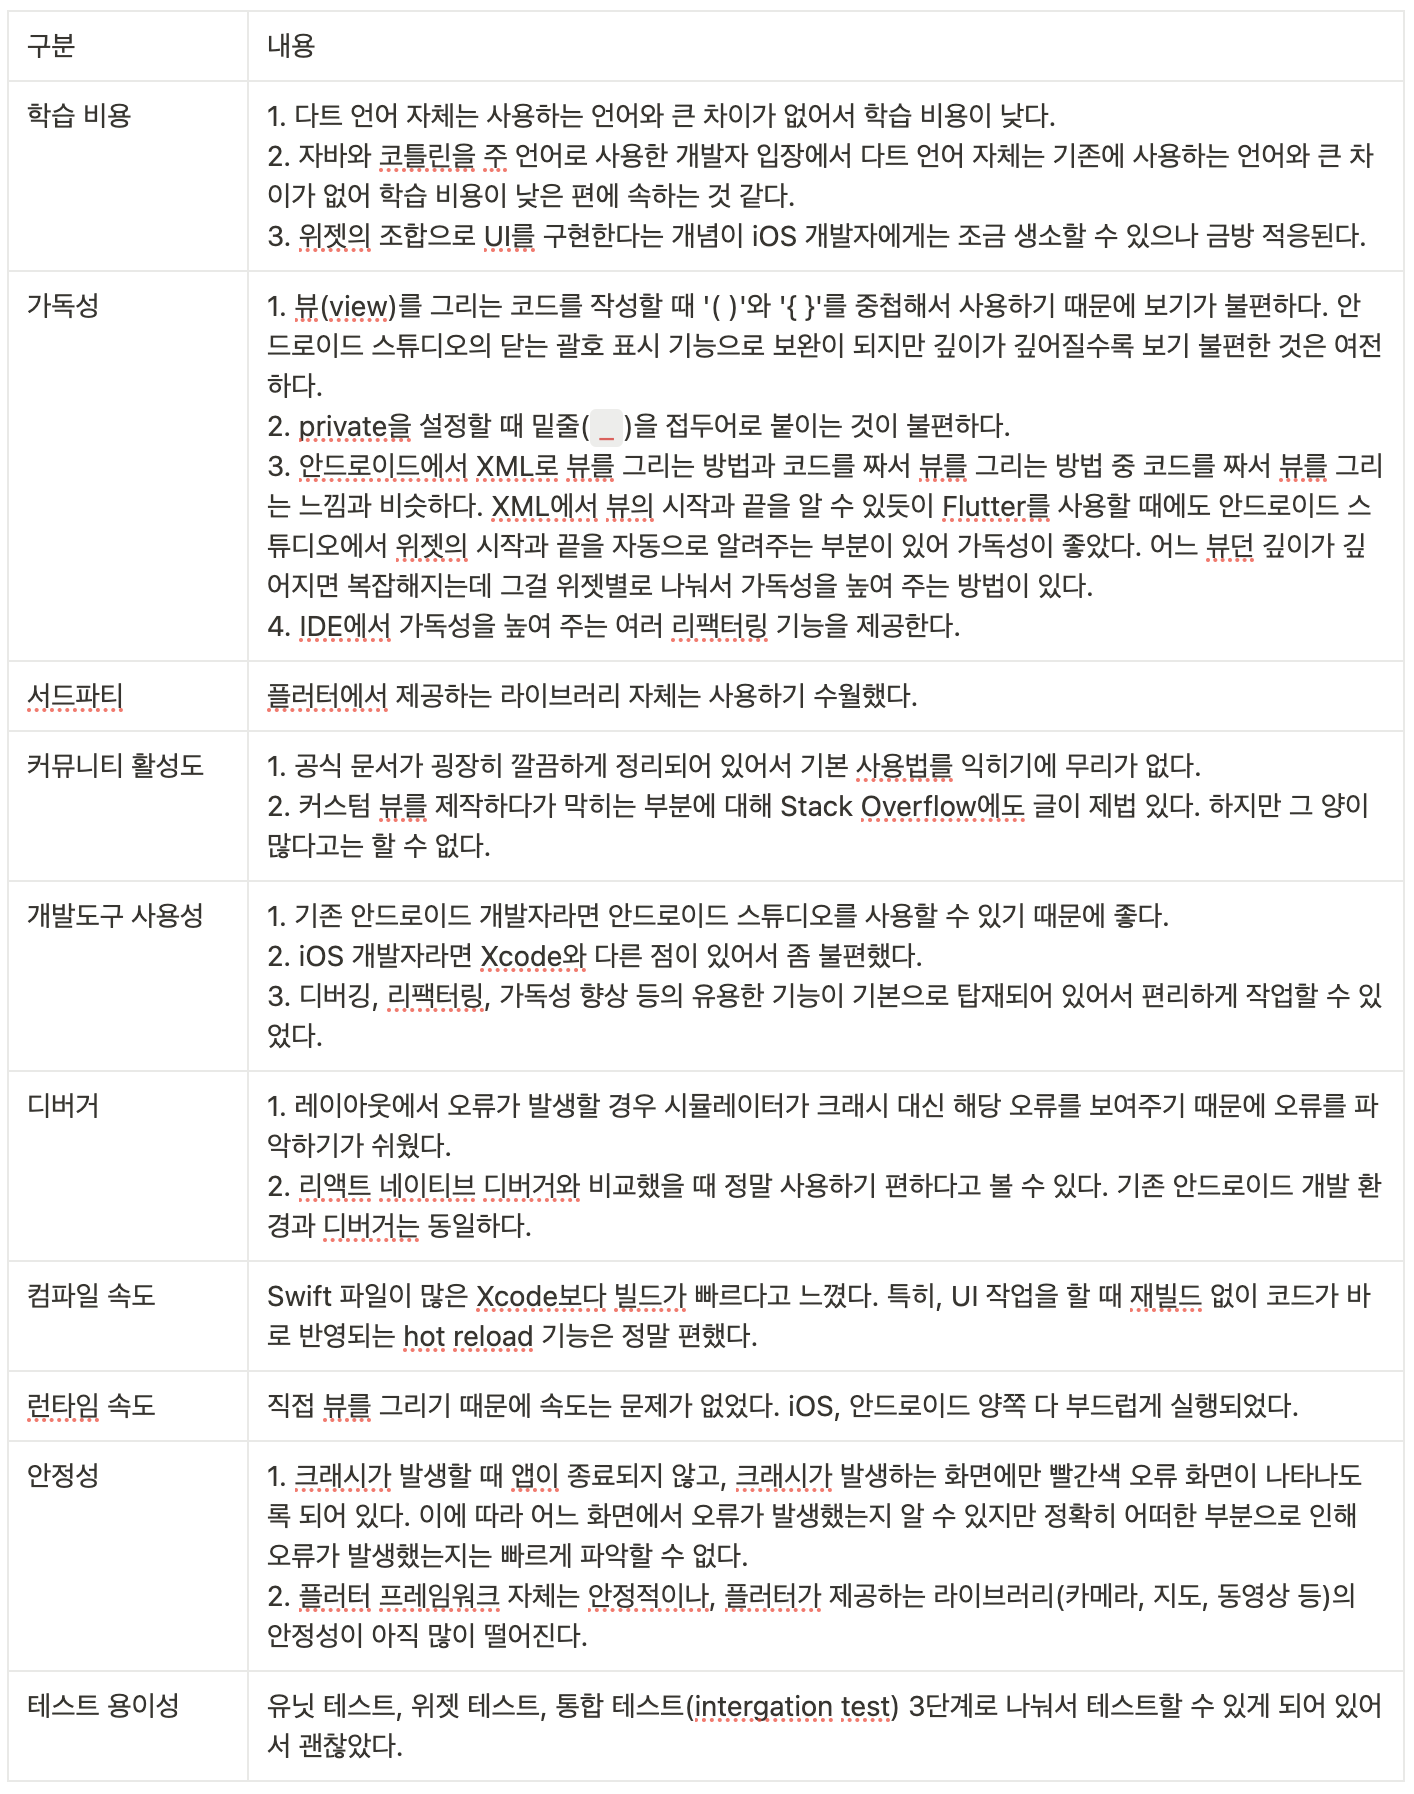 구분
내용
학습 비용
1. 다트 언어 자체는 사용하는 언어와 큰 차이가 없어서 학습 비용이 낮다.
2. 자바와 코틀린을 주 언어로 사용한 개발자 입장에서 다트 언어 자체는 기존에 사용하는 언어와 큰 차
이가 없어 학습 비용이 낮은 편에 속하는 것 같다.
3. 위젯의 조합으로 UI를 구현한다는 개념이 iOS 개발자에게는 조금 생소할 수 있으나 금방 적응된다.
가독성
1. 뷰(view)를 그리는 코드를 작성할 때 '( )'와 '{ }'를 중첩해서 사용하기 때문에 보기가 불편하다. 안
드로이드 스튜디오의 닫는 괄호 표시 기능으로 보완이 되지만 깊이가 깊어질수록 보기 불편한 것은 여전
하다.
2. private을 설정할 때 밑줄( _ )을 접두어로 붙이는 것이 불편하다.
3. 안드로이드에서 XML로 뷰를 그리는 방법과 코드를 짜서 뷰를 그리는 방법 중 코드를 짜서 뷰를 그리
는 느낌과 비슷하다. XML에서 뷰의 시작과 끝을 알 수 있듯이 Flutter를 사용할 때에도 안드로이드 스
튜디오에서 위젯의 시작과 끝을 자동으로 알려주는 부분이 있어 가독성이 좋았다. 어느 뷰던 깊이가 깊
어지면 복잡해지는데 그걸 위젯별로 나눠서 가독성을 높여 주는 방법이 있다.
4. IDE에서 가독성을 높여 주는 여러 리팩터링 기능을 제공한다.
서드파티
플러터에서 제공하는 라이브러리 자체는 사용하기 수월했다.
커뮤니티 활성도
1. 공식 문서가 굉장히 깔끔하게 정리되어 있어서 기본 사용법를 익히기에 무리가 없다.
2. 커스텀 뷰를 제작하다가 막히는 부분에 대해 Stack Overflow에도 글이 제법 있다. 하지만 그 양이
많다고는 할 수 없다.
개발도구 사용성
1. 기존 안드로이드 개발자라면 안드로이드 스튜디오를 사용할 수 있기 때문에 좋다.
2. iOS 개발자라면 Xcode와 다른 점이 있어서 좀 불편했다.
3. 디버깅, 리팩터링, 가독성 향상 등의 유용한 기능이 기본으로 탑재되어 있어서 편리하게 작업할 수 있
었다.
디버거
1. 레이아웃에서 오류가 발생할 경우 시뮬레이터가 크래시 대신 해당 오류를 보여주기 때문에 오류를 파
악하기가 쉬웠다.
2. 리액트 네이티브 디버거와 비교했을 때 정말 사용하기 편하다고 볼 수 있다. 기존 안드로이드 개발 환
경과 디버거는 동일하다.
컴파일 속도
Swift 파일이 많은 Xcode보다 빌드가 빠르다고 느꼈다. 특히, UI 작업을 할 때 재빌드 없이 코드가 바
로 반영되는 hot reload 기능은 정말 편했다.
런타임 속도
직접 뷰를 그리기 때문에 속도는 문제가 없었다. iOS, 안드로이드 양쪽 다 부드럽게 실행되었다.
안정성
1. 크래시가 발생할 때 앱이 종료되지 않고, 크래시가 발생하는 화면에만 빨간색 오류 화면이 나타나도
록 되어 있다. 이에 따라 어느 화면에서 오류가 발생했는지 알 수 있지만 정확히 어떠한 부분으로 인해
오류가 발생했는지는 빠르게 파악할 수 없다.
2. 플러터 프레임워크 자체는 안정적이나, 플러터가 제공하는 라이브러리(카메라, 지도, 동영상 등)의
안정성이 아직 많이 떨어진다.
테스트 용이성
유닛 테스트, 위젯 테스트, 통합 테스트(intergation test) 3단계로 나눠서 테스트할 수 있게 되어 있어
서 괜찮았다.